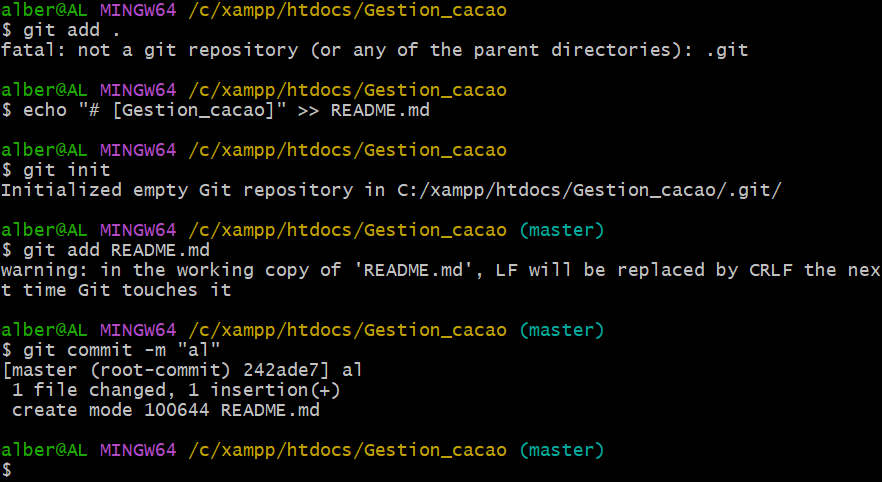 alber@AL MINGW64 /c/xampp/htdocs/Gestion_cacao
$ git add .
fatal: not a git repository (or any of the parent directories): .git
alber@AL MINGW64 /c/xampp/htdocs/Gestion_cacao
$ echo "# [Gestion_cacao]" >> README.md
alber@AL MINGW64 /c/xampp/htdocs/Gestion_cacao
$ git init
Initialized empty Git repository in C:/xampp/htdocs/Gestion_cacao/.git/
alber@AL MINGW64 /c/xampp/htdocs/Gestion_cacao (master)
$ git add README.md
warning: in the working copy of 'README.md', LF will be replaced by CRLF the nex
t time Git touches it
alber@AL MINGW64 /c/xampp/htdocs/Gestion_cacao (master)
$ git commit -m "al"
[master (root-commit) 242ade7] al
 1 file changed, 1 insertion(+)
 create mode 100644 README.md
alber@AL MINGW64 /c/xampp/htdocs/Gestion_cacao (master)
$